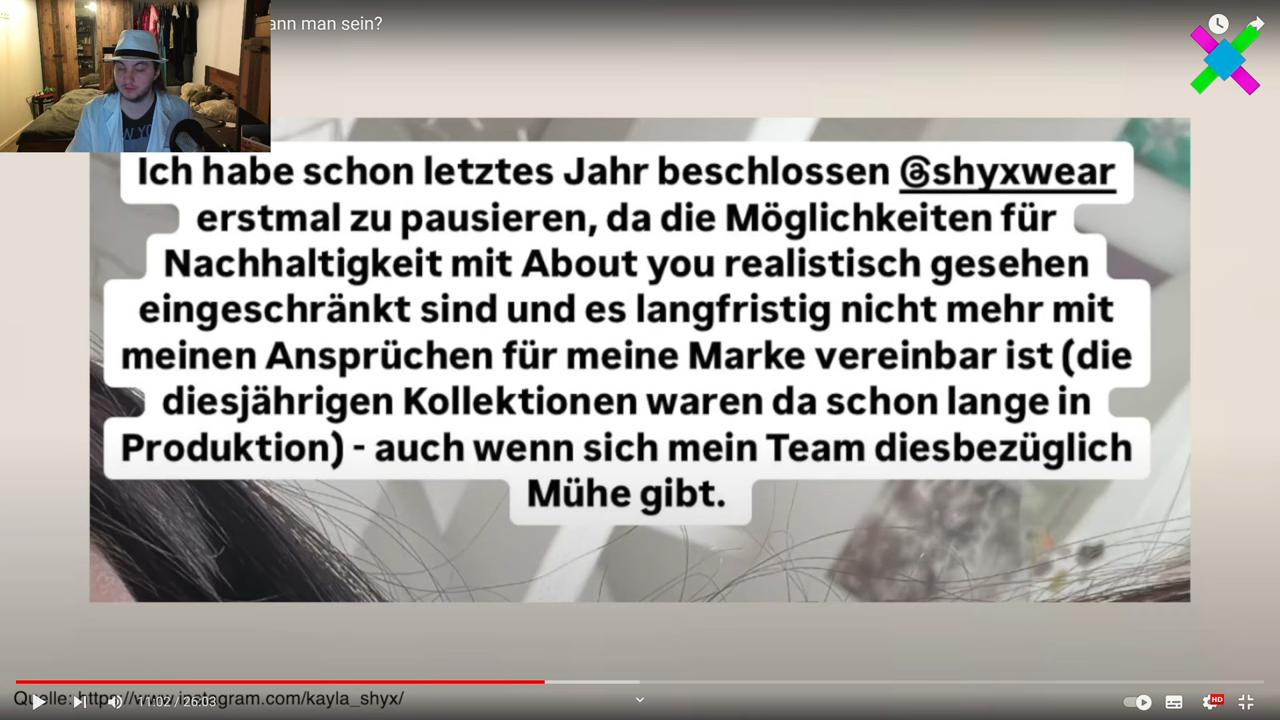 ann man sein?
Ich habe schon letztes Jahr beschlossen @shyxwear
erstmal zu pausieren, da die Möglichkeiten für
Nachhaltigkeit mit About you realistisch gesehen
eingeschränkt sind und es langfristig nicht mehr mit
meinen Ansprüchen für meine Marke vereinbar ist (die
diesjährigen Kollektionen waren da schon lange in
Produktion) - auch wenn sich mein Team diesbezüglich
Mühe gibt.
Quelle: https://www.instagram.com/kayla_shyx/
11:02 / 26:03
HD